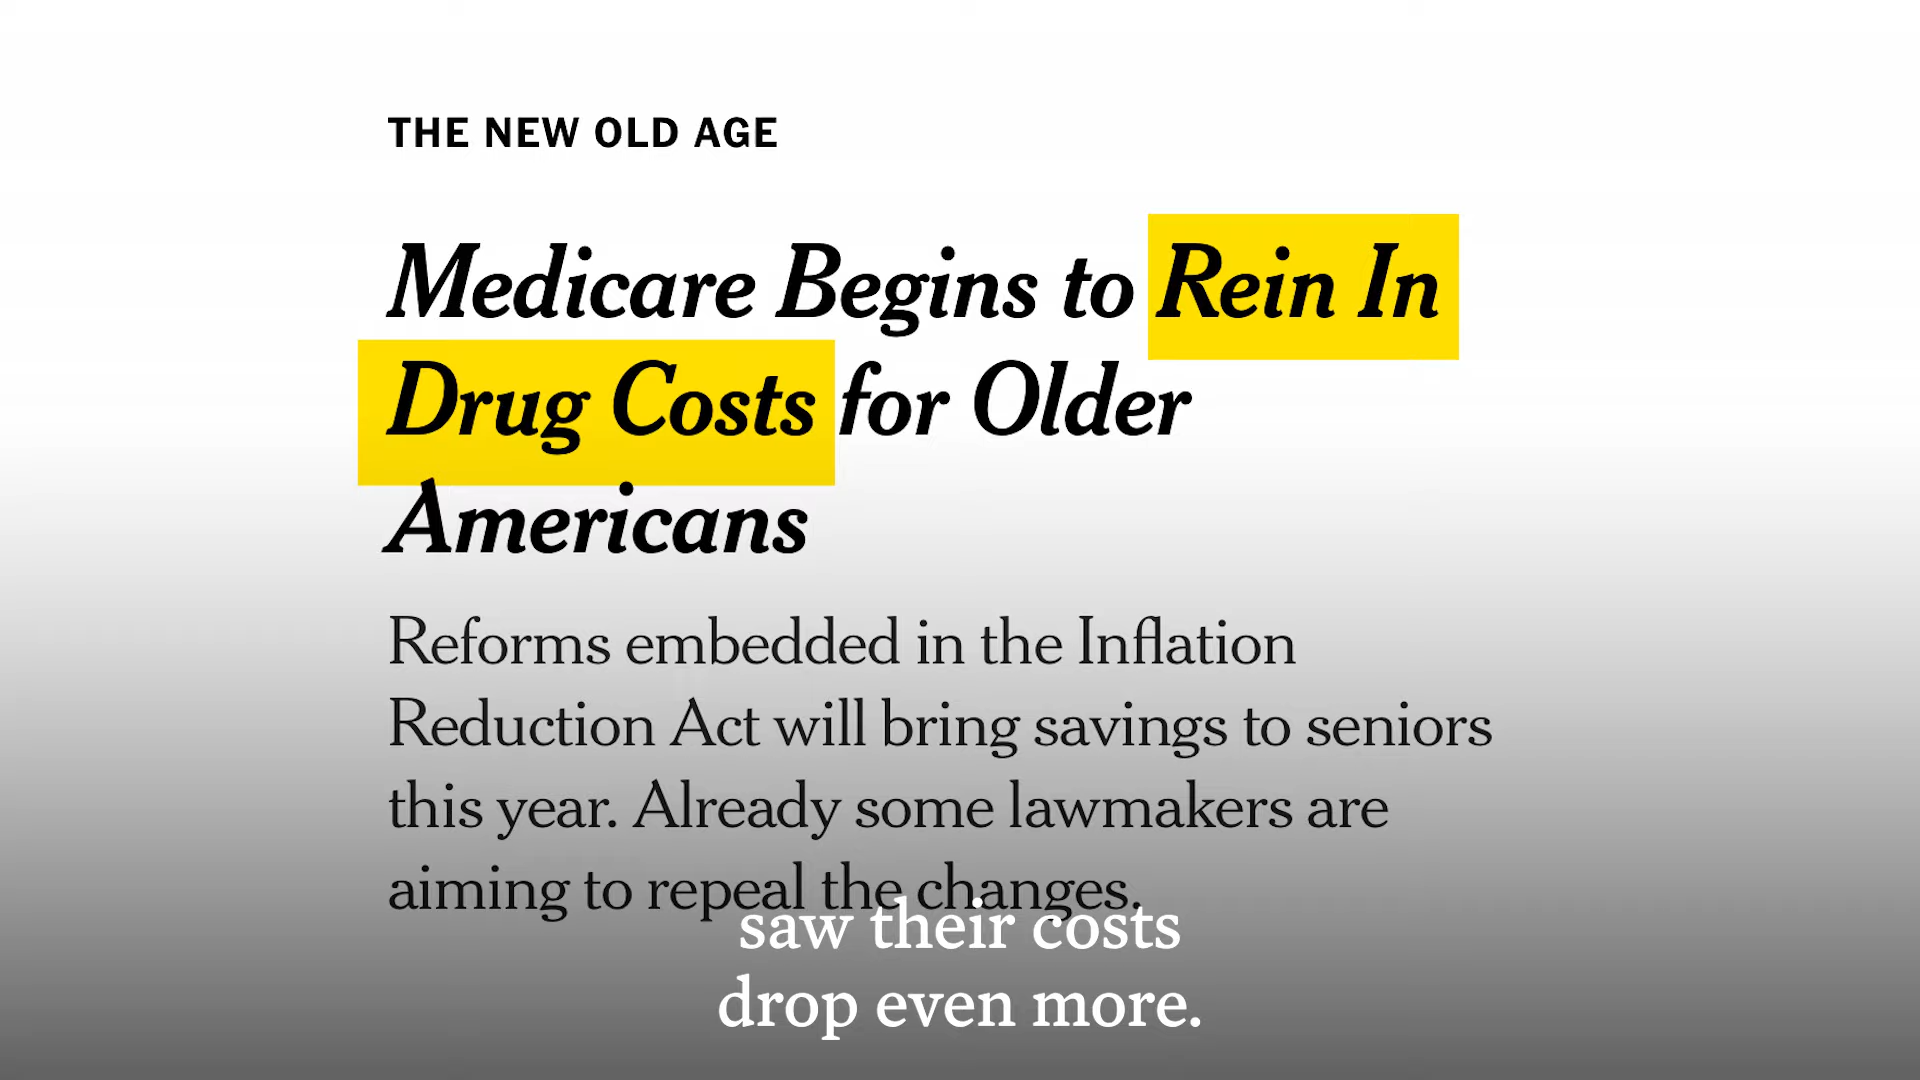 THE NEW OLD AGE
Medicare Begins to Rein In
Drug Costs for Older
Americans
Reforms embedded in the Inflation
Reduction Act will bring savings to seniors
this year. Already some lawmakers are
aiming to repeal the changes.
saw their costs
drop even more.